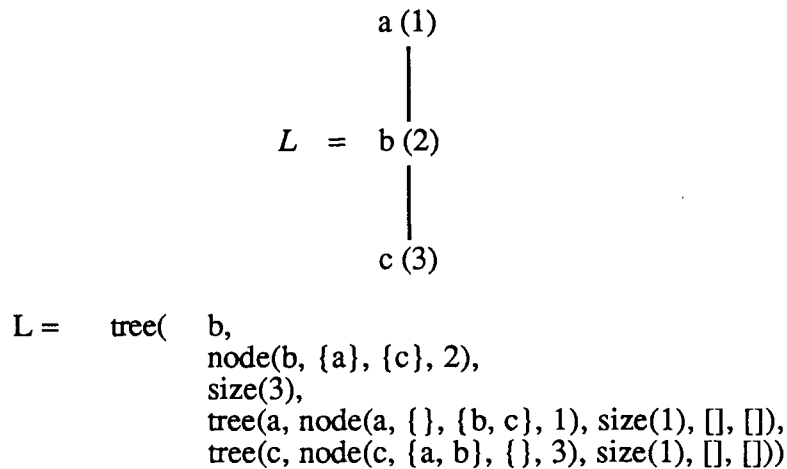 a (1)
L = b (2)
c (3)
L = tree( b,
node(b, {a}, {c}, 2),
size(3),
tree(a, node(a, {}, {b, c}, 1), size(1), [], []),
tree(c, node(c, {a, b}, {}, 3), size(1), [], []))